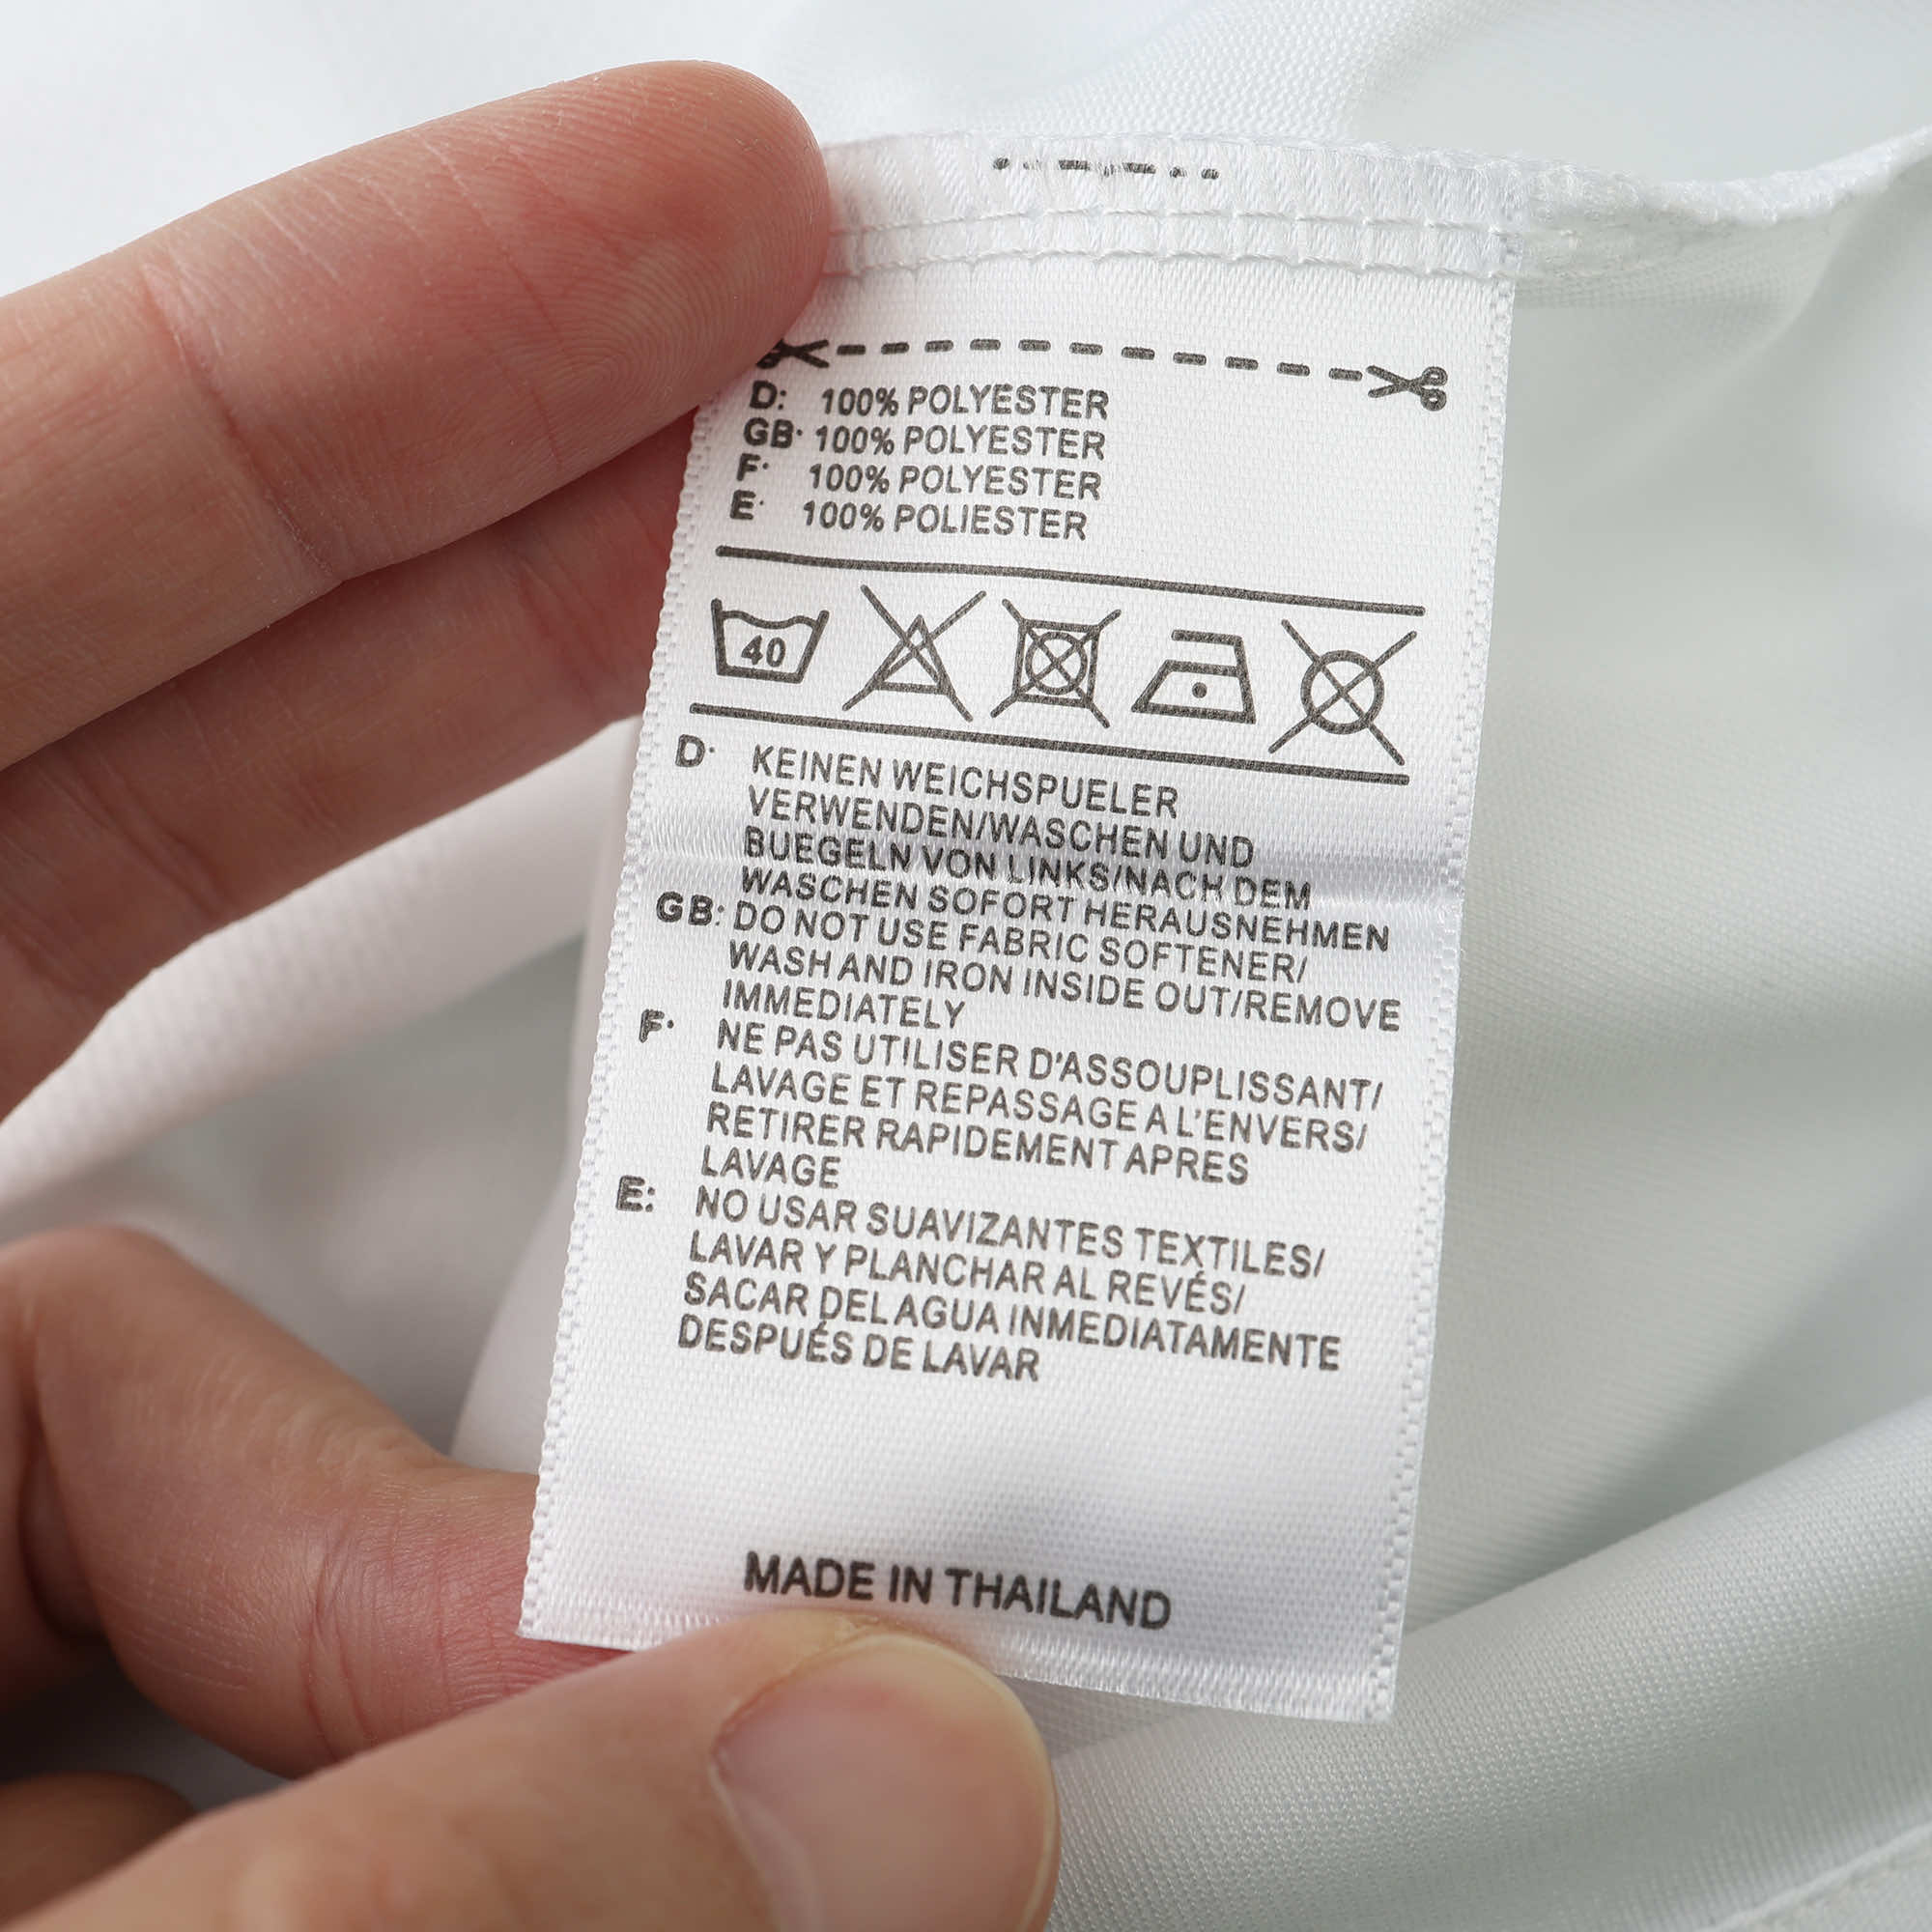 D: 100% POLYESTER
GB: 100% POLYESTER
F: 100% POLYESTER
E: 100% POLIESTER
40
D: KEINEN WEICHSPUELER
VERWENDEN/WASCHEN UND
BUEGELN VON LINKS/NACH DEM
WASCHEN SOFORT HERAUSNEHMEN
GB: DO NOT USE FABRIC SOFTENER/
WASH AND IRON INSIDE OUT/REMOVE
IMMEDIATELY
F: NE PAS UTILISER D'ASSOUPLISSANT/
LAVAGE ET REPASSAGE A L'ENVERS/
RETIRER RAPIDEMENT APRES
LAVAGE
E: NO USAR SUAVIZANTES TEXTILES/
LAVAR Y PLANCHAR AL REVÉS/
SACAR DEL AGUA INMEDIATAMENTE
DESPUÉS DE LAVAR
MADE IN THAILAND